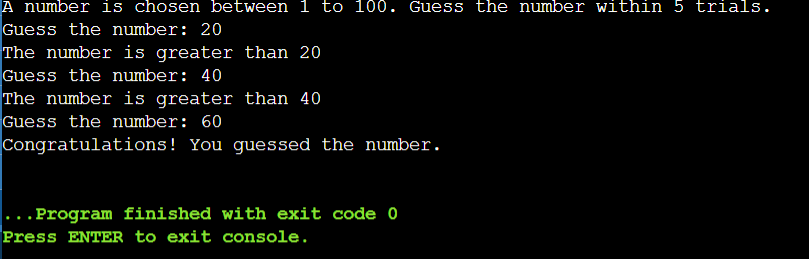 A number is chosen between 1 to 100. Guess the number within 5 trials.
Guess the number: 20
The number is greater than 20
Guess the number: 40
The number is greater than 40
Guess the number: 60
Congratulations! You guessed the number.
...Program finished with exit code 0
Press ENTER to exit console.